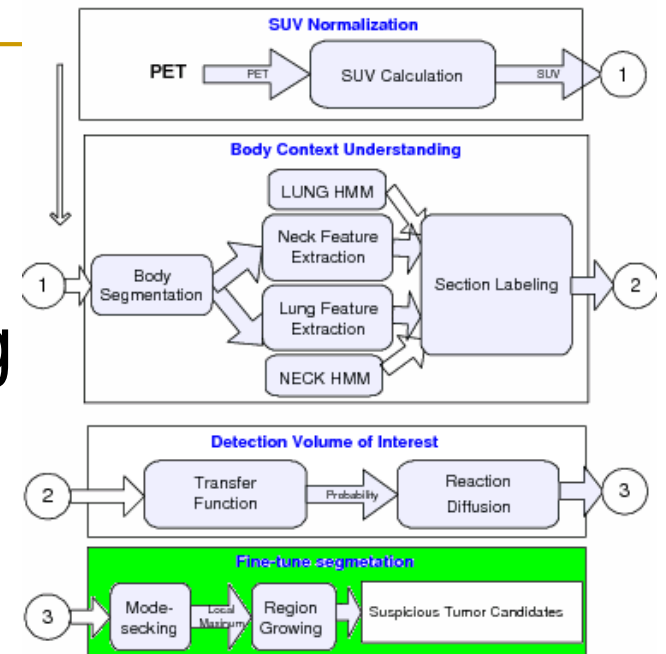 SUV Normalization
PET
PET
SUV Calculation
SUV
1
Body Context Understanding
LUNG HMM
Neck Feature
Extraction
1
Body
Segmentation
Section Labeling
2
Lung Feature
Extraction
NECK HMM
g
Detection Volume of Interest
2
Transfer
Function
Probability
Reaction
Diffusion
3
Fine-tune segmetation
3
Mode-
secking
Local
Maximum
Region
Growing
Suspicious Tumor Candidates